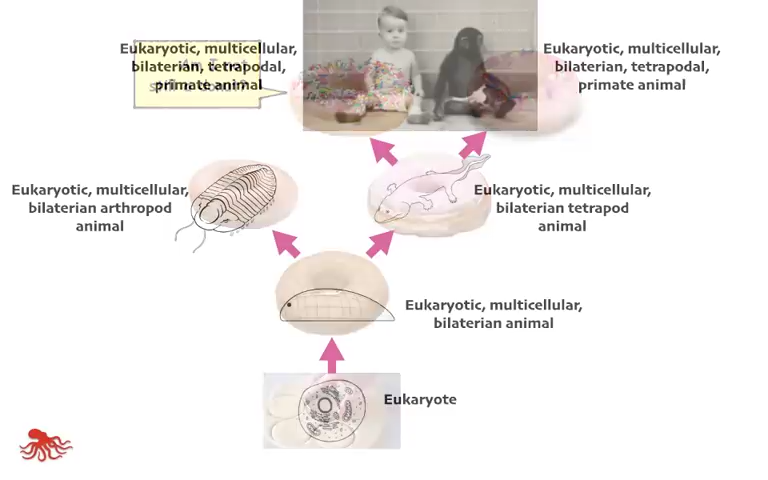 Eukaryotic, multicellular,
bilaterian, tetrapodal,
primate animal
Eukaryotic, multicellular,
bilaterian, tetrapodal,
primate animal
Eukaryotic, multicellular,
bilaterian arthropod
animal
Eukaryotic, multicellular,
bilaterian tetrapod
animal
Eukaryotic, multicellular,
bilaterian animal
Eukaryote